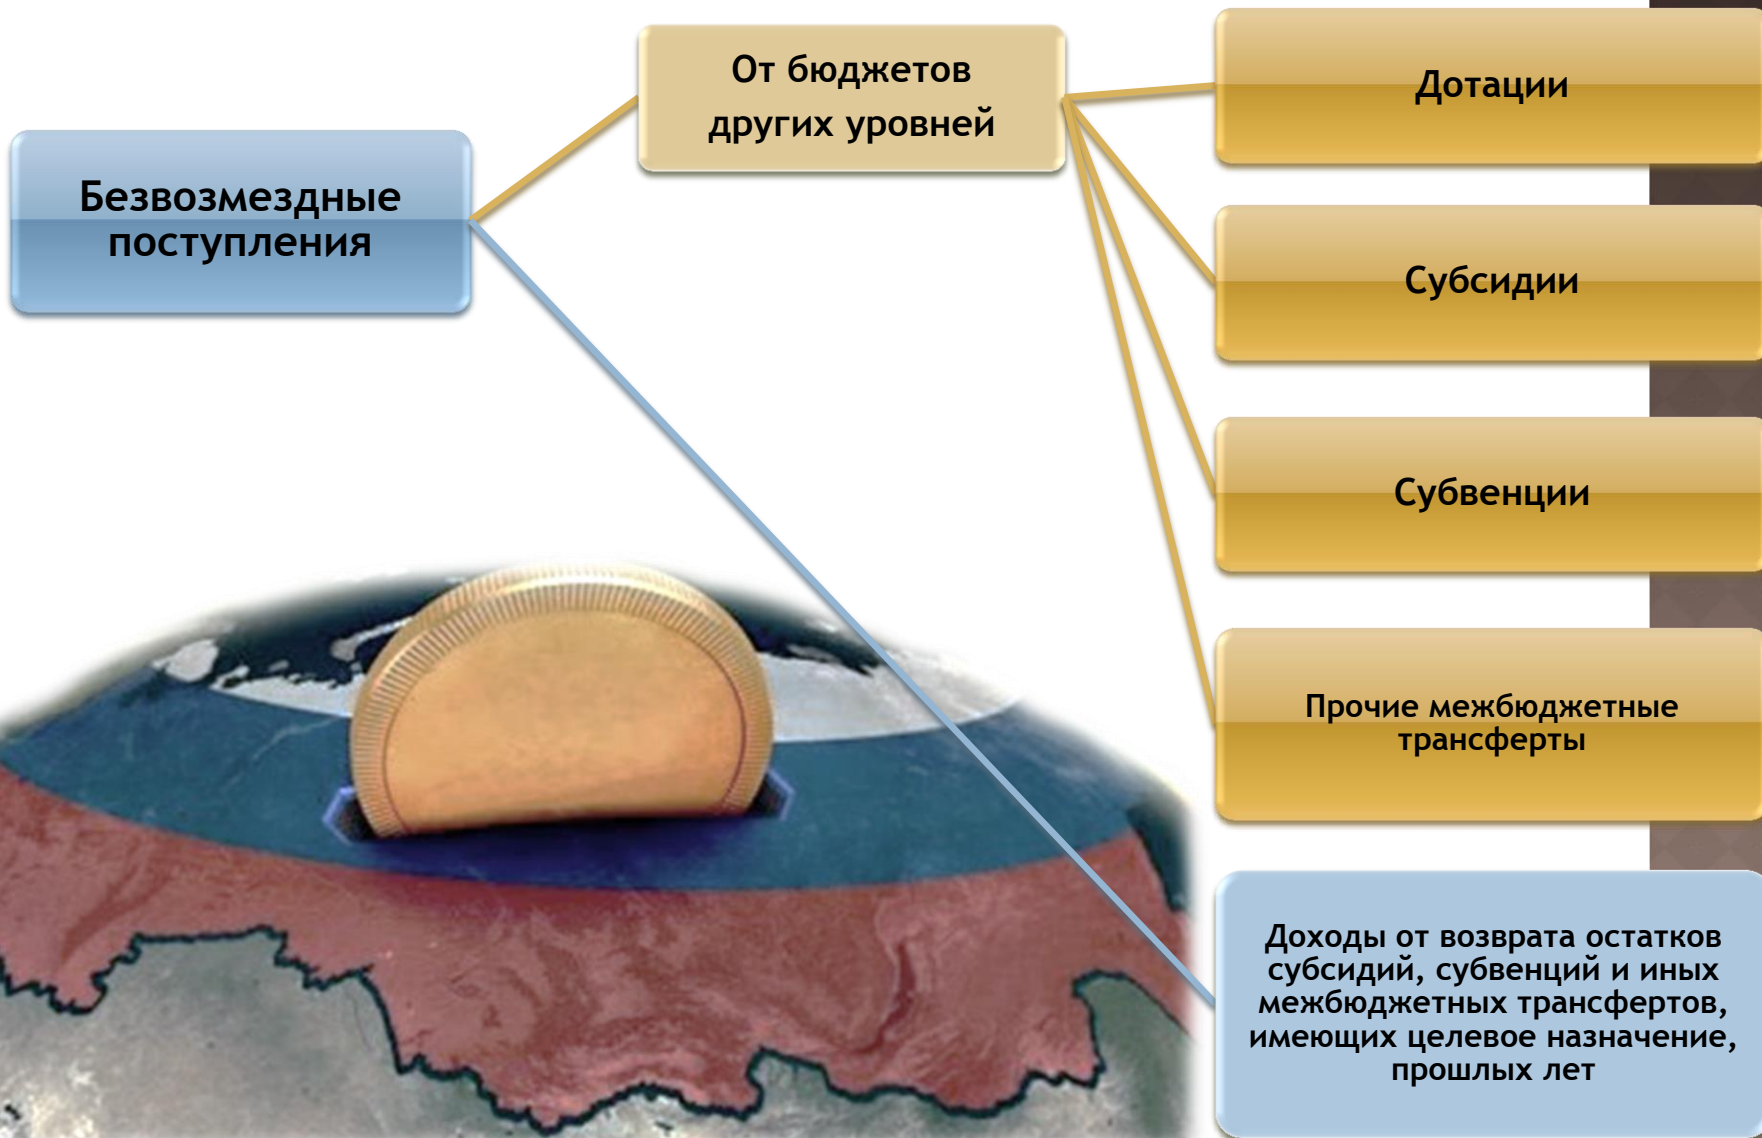 Безвозмездные
поступления
От бюджетов
других уровней
Дотации
Субсидии
Субвенции
Прочие межбюджетные
трансферты
Доходы от возврата остатков
субсидий, субвенций и иных
межбюджетных трансфертов,
имеющих целевое назначение,
прошлых лет